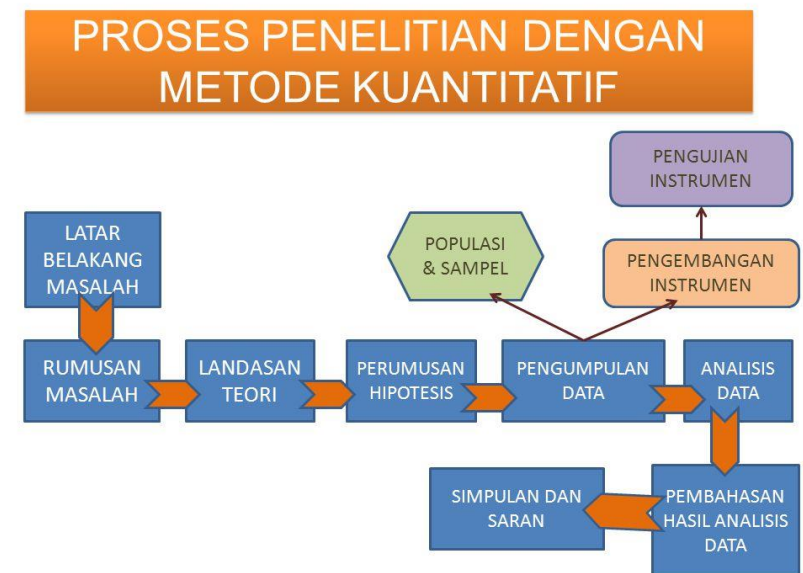 PROSES PENELITIAN DENGAN
METODE KUANTITATIF
PENGUJIAN
INSTRUMEN
LATAR
BELAKANG
MASALAH
POPULASI
& SAMPEL
PENGEMBANGAN
INSTRUMEN
RUMUSAN
MASALAH
LANDASAN
TEORI
PERUMUSAN
HIPOTESIS
PENGUMPULAN
DATA
ANALISIS
DATA
SIMPULAN DAN
SARAN
PEMBAHASAN
HASIL ANALISIS
DATA